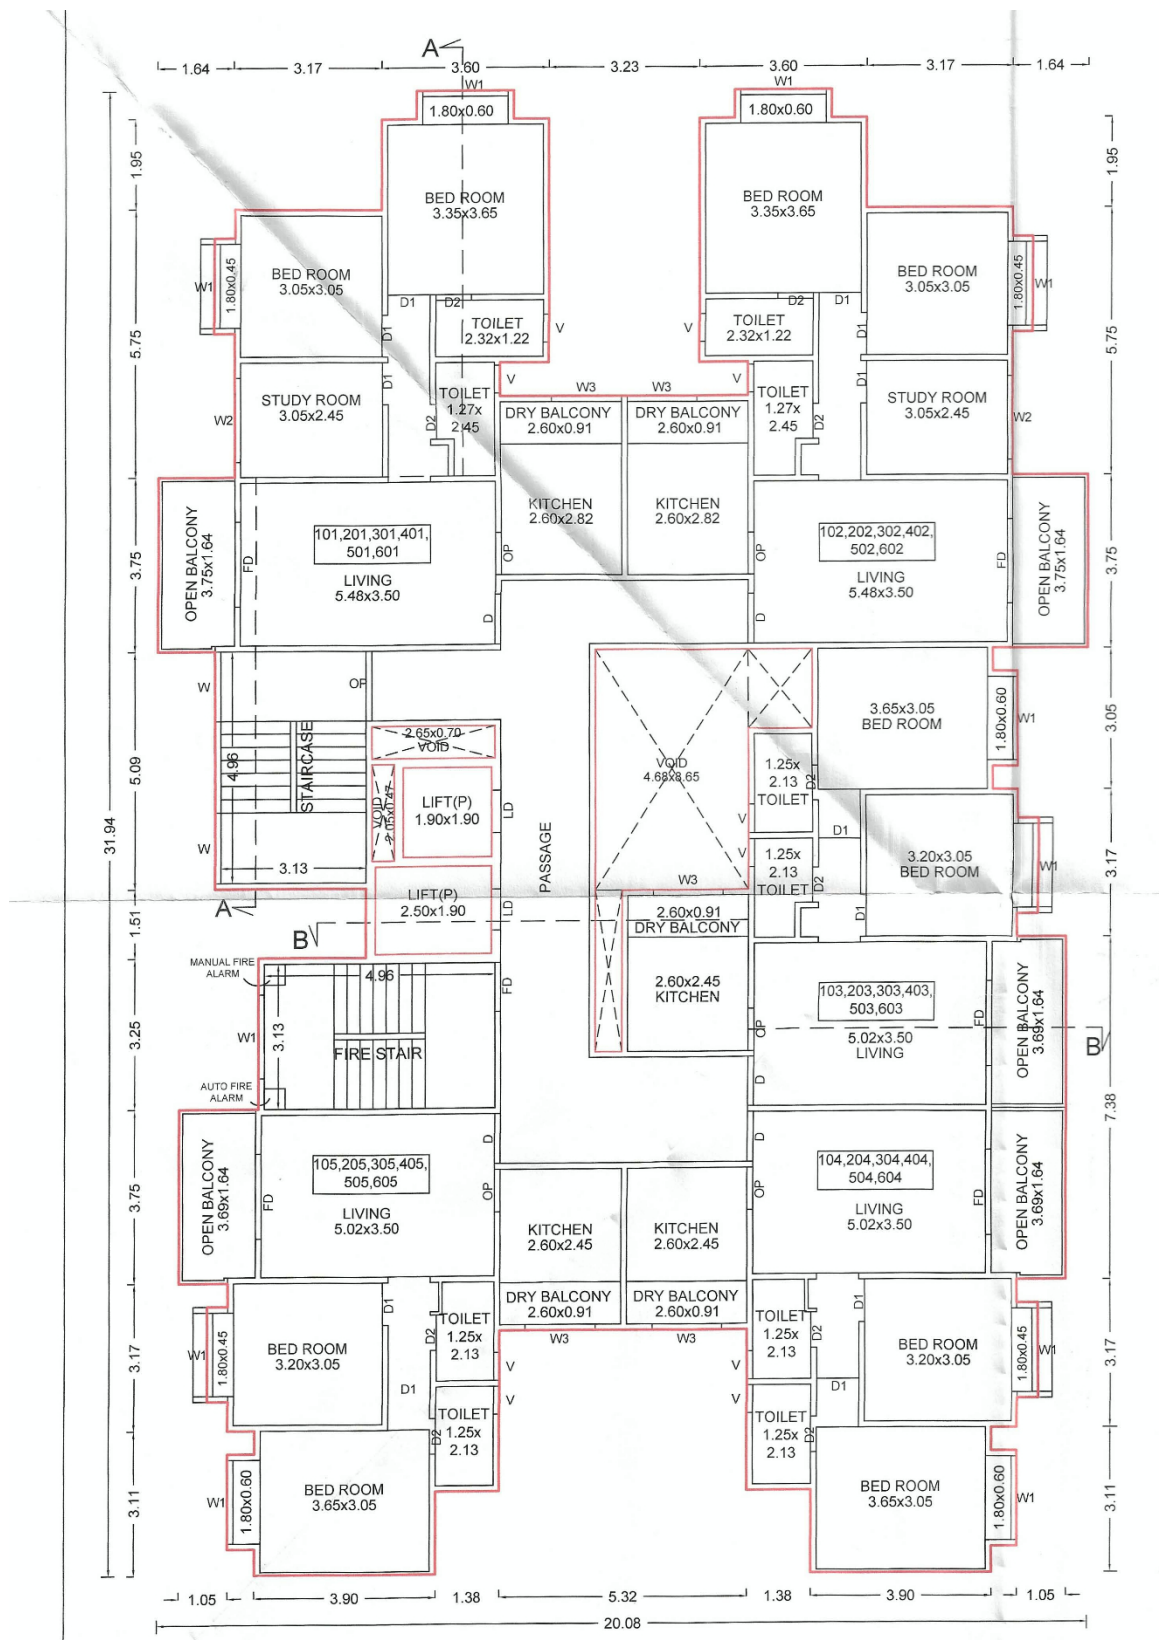 A
1.64
3.17
3.60
3.23
3.60
3.17
1.64
W1
W1
1.80x0.60
1.80x0.60
1.95
1.95
BED ROOM
3.35x3.65
BED ROOM
3.35x3.65
W1
1.80x0.45
BED ROOM
3.05x3.05
BED ROOM
3.05x3.05
1.80x0.45
W1
D1
D2
D2
D1
5.75
D1
TOILET
2.32x1.22
V
V
TOILET
2.32x1.22
D1
5.75
V
W3
W3
V
W2
STUDY ROOM
3.05x2.45
D1
D2
TOILET
1.27x
2.45
DRY BALCONY
2.60x0.91
DRY BALCONY
2.60x0.91
TOILET
1.27x
2.45
D2
D1
STUDY ROOM
3.05x2.45
W2
3.75
OPEN BALCONY
3.75x1.64
FD
101,201,301,401,
501,601
LIVING
5.48x3.50
OP
D
KITCHEN
2.60x2.82
KITCHEN
2.60x2.82
OP
D
102,202,302,402,
502,602
LIVING
5.48x3.50
FD
OPEN BALCONY
3.75x1.64
3.75
W
OP
3.65x3.05
BED ROOM
1.80x0.60
W1
3.05
5.09
4.96
STAIRCASE
2.65x0.70
VOID
VOID
4.68x8.65
1.25x
2.13
TOILET
D2
31.94
VOID
2.05x0.47
LIFT(P)
1.90x1.90
LD
V
D1
W
3.13
PASSAGE
V
1.25x
2.13
TOILET
D2
3.20x3.05
BED ROOM
W1
3.17
W3
A
1.51
LIFT(P)
2.50x1.90
LD
B
2.60x0.91
DRY BALCONY
D1
MANUAL FIRE
ALARM
4.96
FD
2.60x2.45
KITCHEN
103,203,303,403,
503,603
5.02x3.50
LIVING
OP
D
FD
OPEN BALCONY
3.69x1.64
B
3.25
W1
3.13
FIRE STAIR
AUTO FIRE
ALARM
7.38
3.75
OPEN BALCONY
3.69x1.64
FD
105,205,305,405,
505,605
LIVING
5.02x3.50
D
OP
D
OP
104,204,304,404,
504,604
LIVING
5.02x3.50
FD
OPEN BALCONY
3.69x1.64
KITCHEN
2.60x2.45
KITCHEN
2.60x2.45
DRY BALCONY
2.60x0.91
DRY BALCONY
2.60x0.91
W3
W3
3.17
W1
1.80x0.45
BED ROOM
3.20x3.05
D1
D2
TOILET
1.25x
2.13
V
V
TOILET
1.25x
2.13
D2
D1
BED ROOM
3.20x3.05
1.80x0.45
W1
3.17
D1
D1
V
V
3.11
W1
1.80x0.60
BED ROOM
3.65x3.05
D2
TOILET
1.25x
2.13
TOILET
1.25x
2.13
D2
BED ROOM
3.65x3.05
1.80x0.60
W1
3.11
1.05
3.90
1.38
5.32
1.38
3.90
1.05
20.08